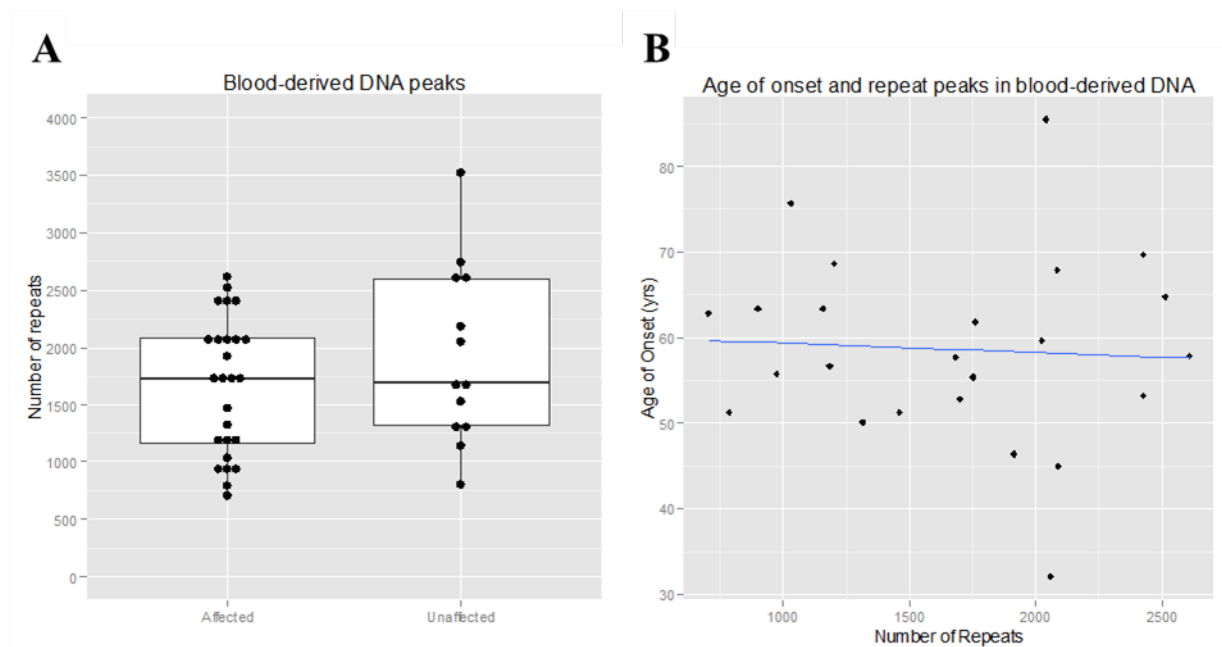 A
Blood-derived DNA peaks
Number of repeats
4000
3500
3000
2500
2000
1500
1000
500
0
Affected
Unaffected
B
Age of onset and repeat peaks in blood-derived DNA
Age of Onset (yrs)
80
70
60
50
40
30
1000
1500
2000
2500
Number of Repeats